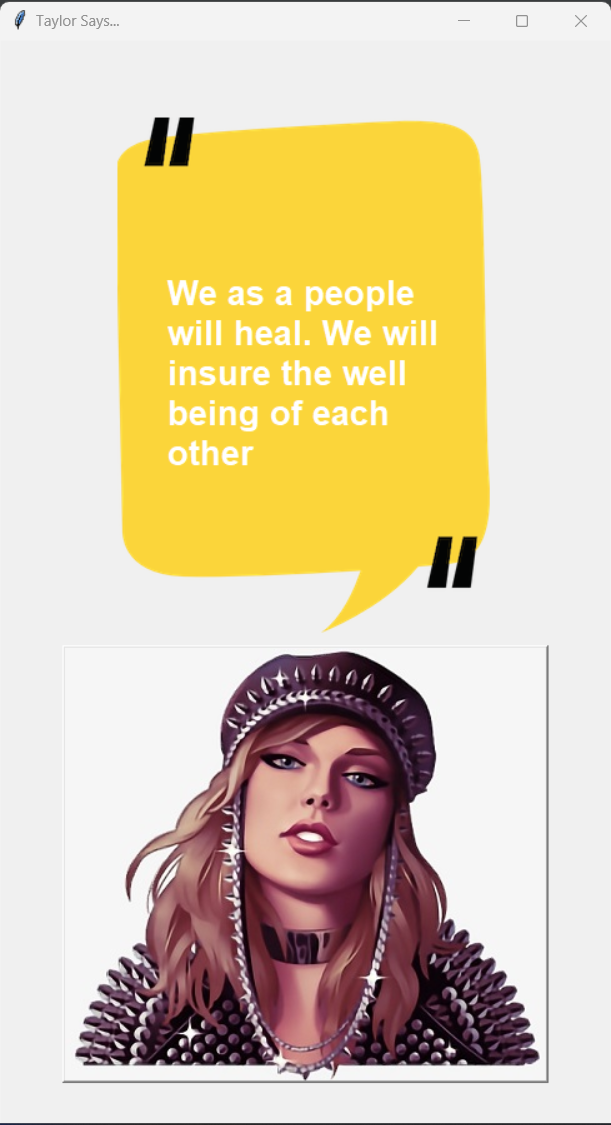 Taylor Says...
"
We as a people
will heal. We will
insure the well
being of each
other
"